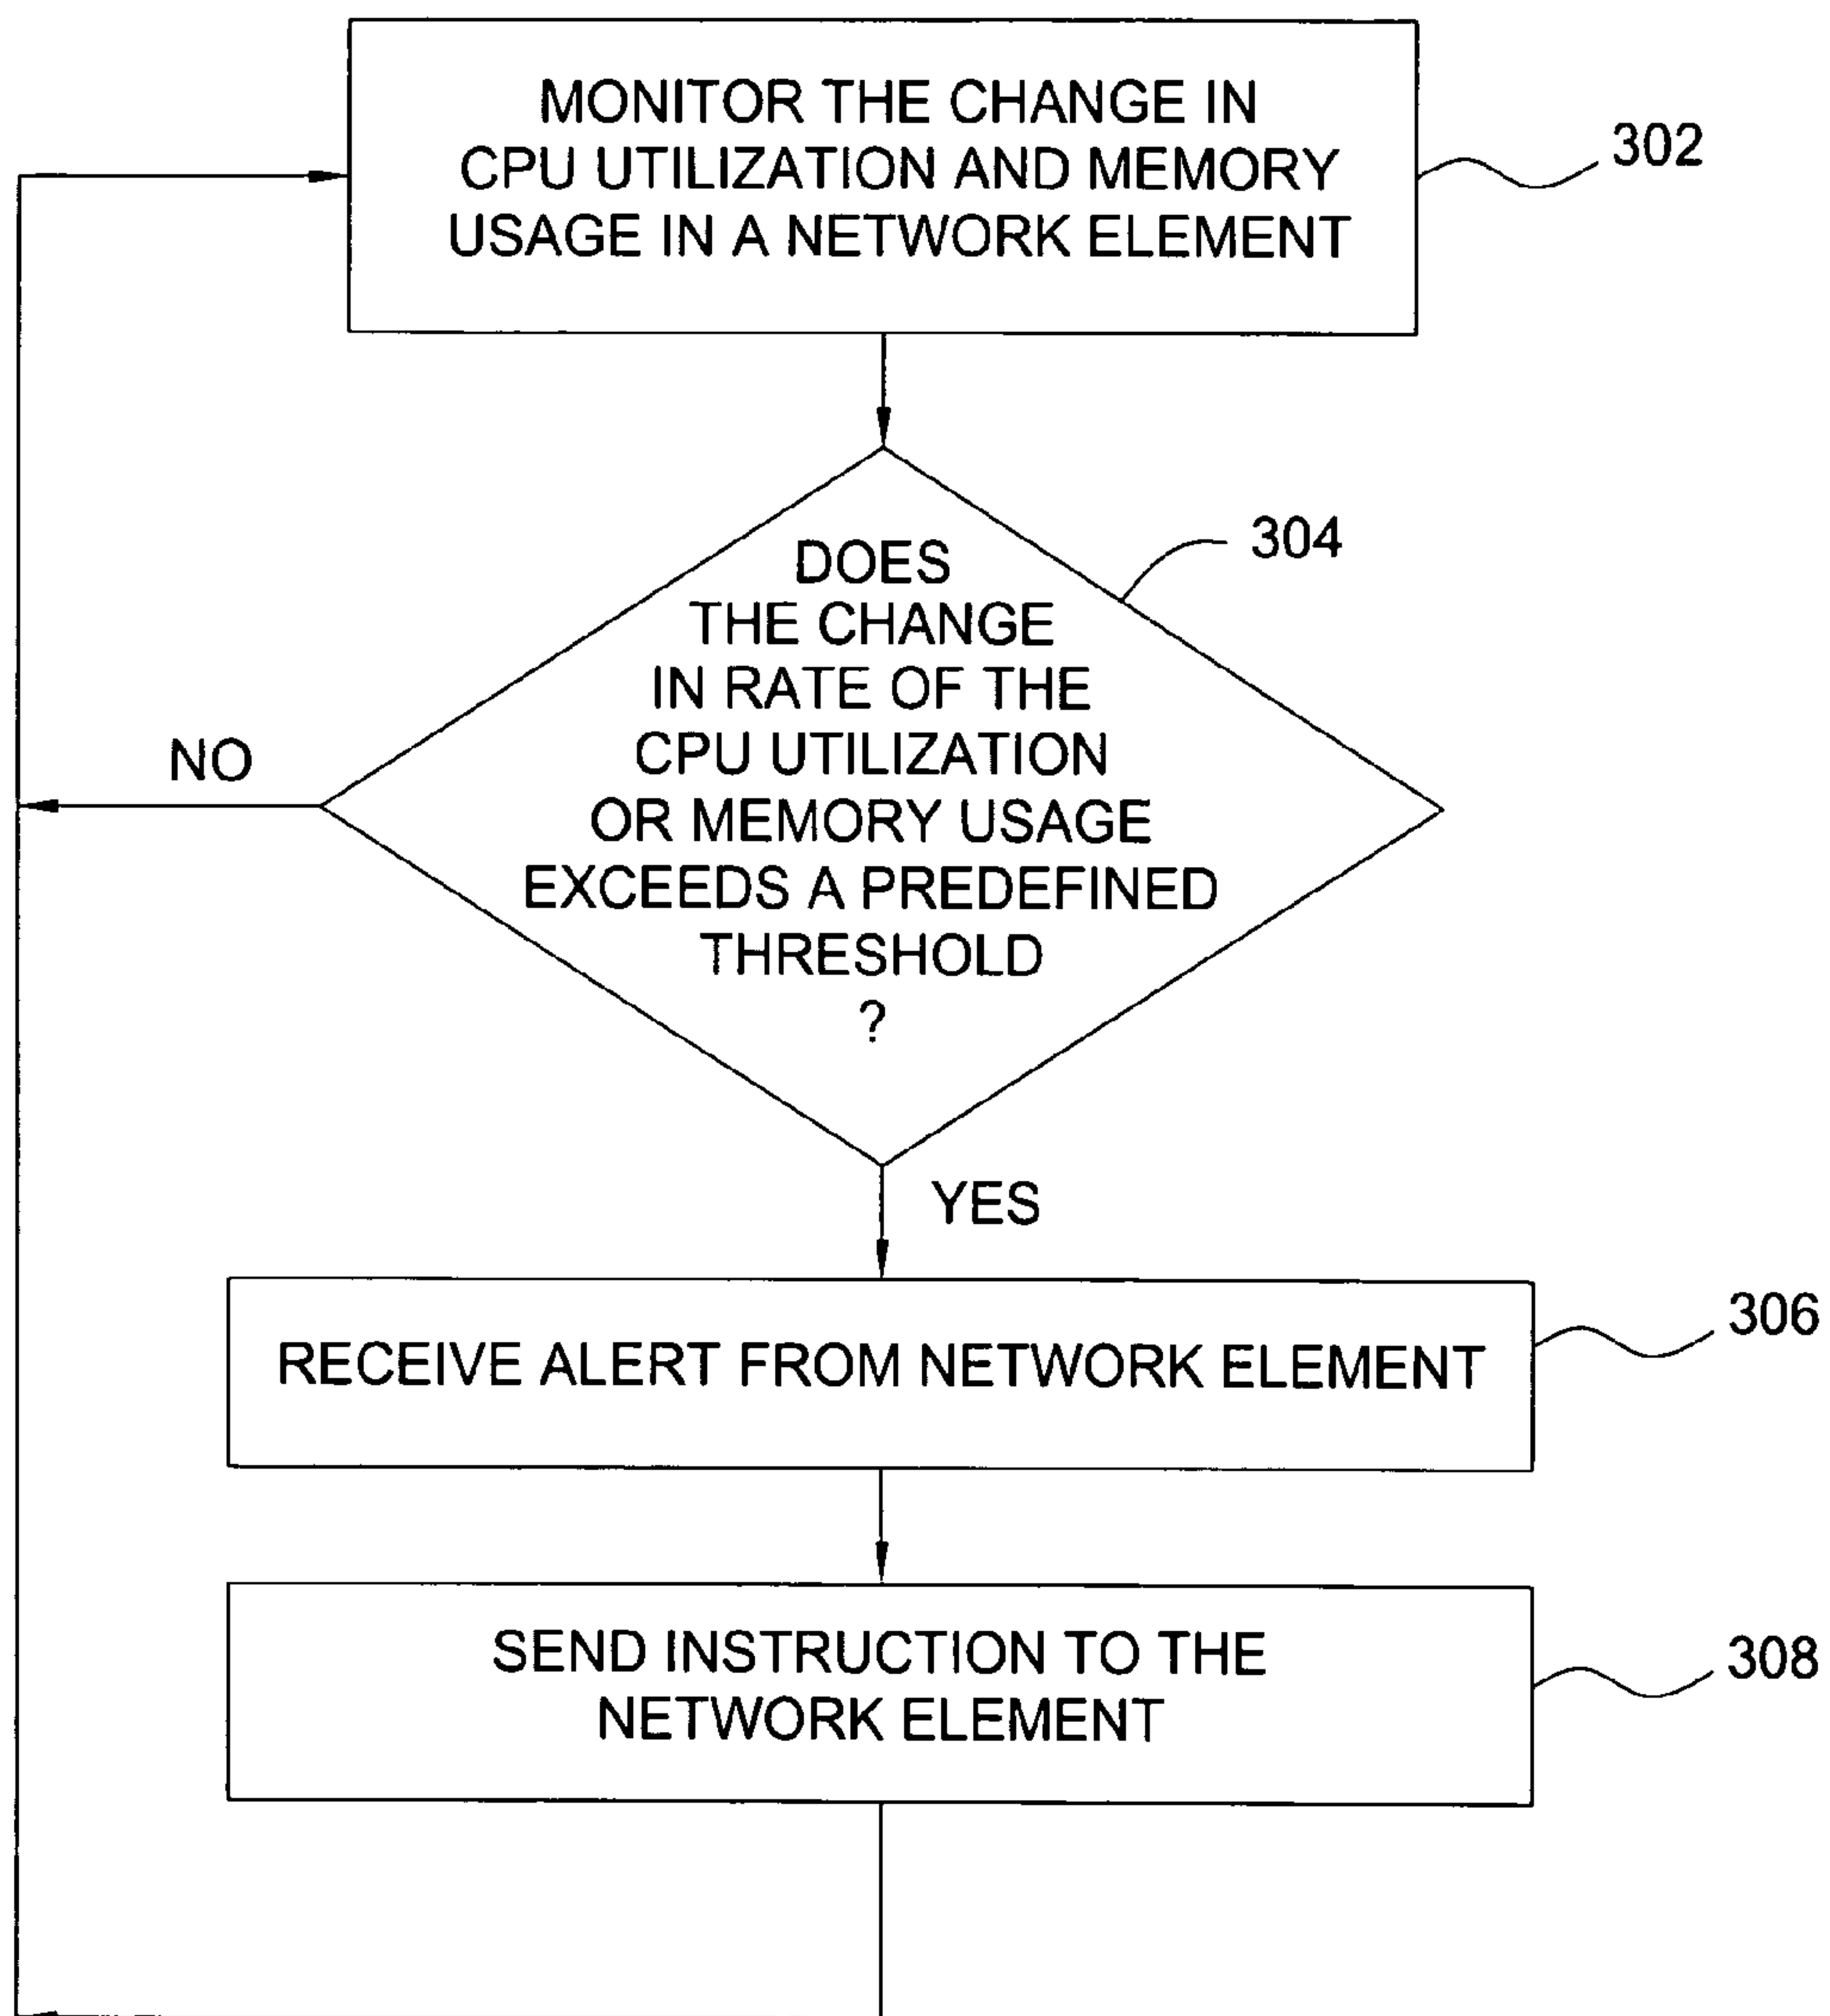 MONITOR THE CHANGE IN
CPU UTILIZATION AND MEMORY
USAGE IN A NETWORK ELEMENT
302
DOES
THE CHANGE
IN RATE OF THE
CPU UTILIZATION
OR MEMORY USAGE
EXCEEDS A PREDEFINED
THRESHOLD
?
304
NO
YES
RECEIVE ALERT FROM NETWORK ELEMENT
306
SEND INSTRUCTION TO THE
NETWORK ELEMENT
308